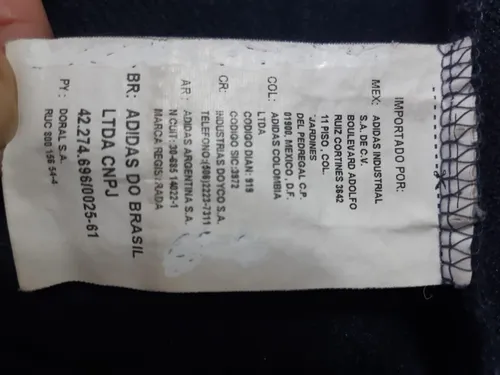 IMPORTADO POR:
MEX: ADIDAS INDUSTRIAL
S.A. DE C.V.
BOULEVARD ADOLFO
RUIZ CORTINES 3642
11 PISO, COL.
JARDINES
DEL PEDREGAL C.P.
01900, MEXICO, D.F.
COL: ADIDAS COLOMBIA
LTDA
CODIGO DIAN: 919
CODIGO SIC:3972
CR: INDUSTRIAS DOYCO S.A.
TELEFONO:(506)2223-7311
AR: ADIDAS ARGENTINA S.A.
N CUIT:30-685 14022-1
MARCA REGISTRADA
BR: ADIDAS DO BRASIL
LTDA CNPJ
42.274.696/0025-61
PY: DORAL S.A.
RUC 800 156 54-4